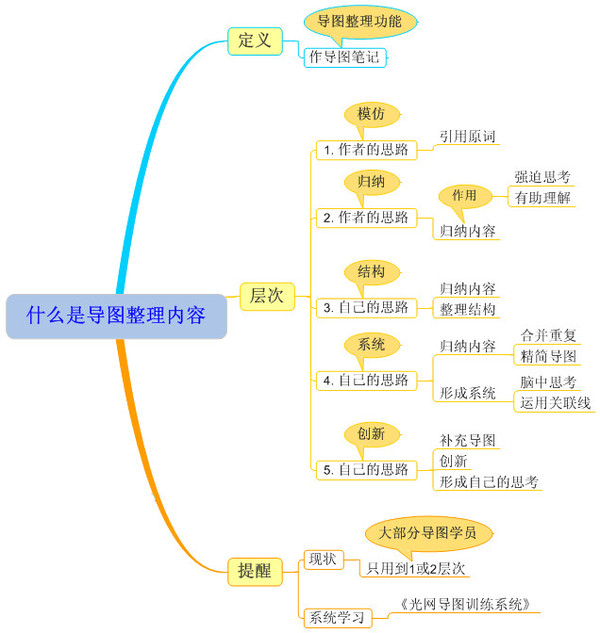 导图整理功能
定义
作导图笔记
模仿
1. 作者的思路
引用原词
归纳
2. 作者的思路
作用
强迫思考
有助理解
归纳内容
什么是导图整理内容
层次
结构
3. 自己的思路
归纳内容
整理结构
系统
4. 自己的思路
归纳内容
合并重复
精简导图
形成系统
脑中思考
运用关联线
创新
5. 自己的思路
补充导图
创新
形成自己的思考
提醒
现状
大部分导图学员
只用到1或2层次
系统学习
《光网导图训练系统》